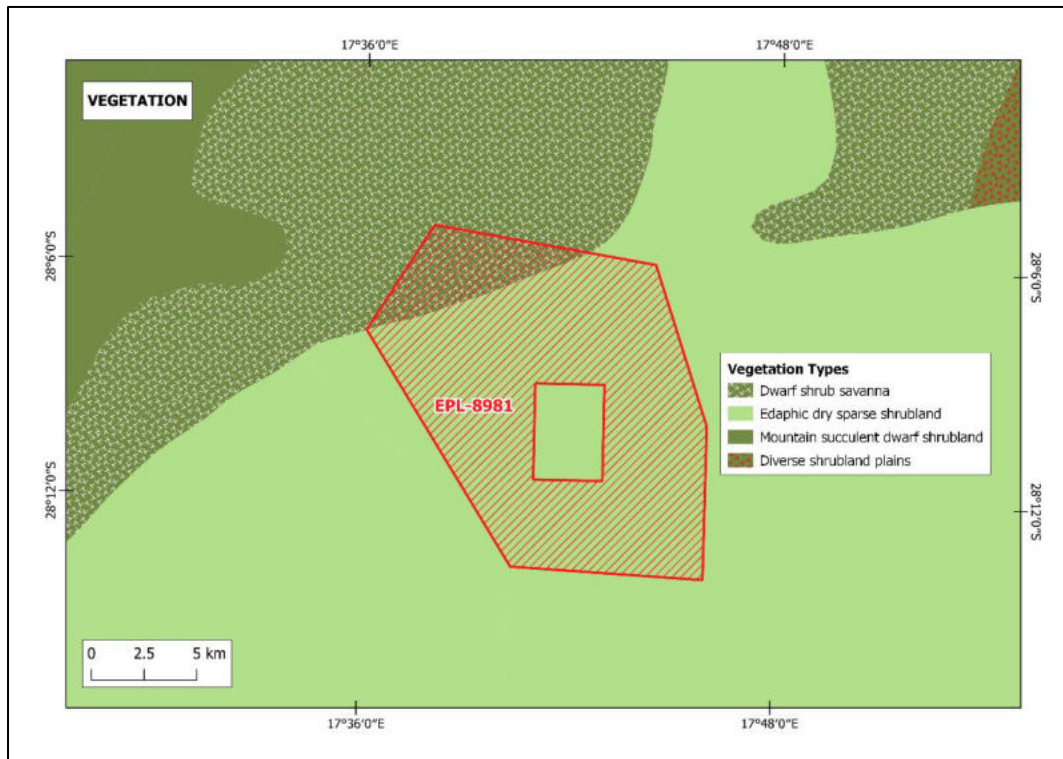 17°36'0"E
17°48'0"E
VEGETATION
28°6'0"S
28°6'0"S
Vegetation Types
Dwarf shrub savanna
Edaphic dry sparse shrubland
Mountain succulent dwarf shrubland
Diverse shrubland plains
EPL-8981
28°12'0"S
28°12'0"S
0 2.5 5 km
17°36'0"E
17°48'0"E